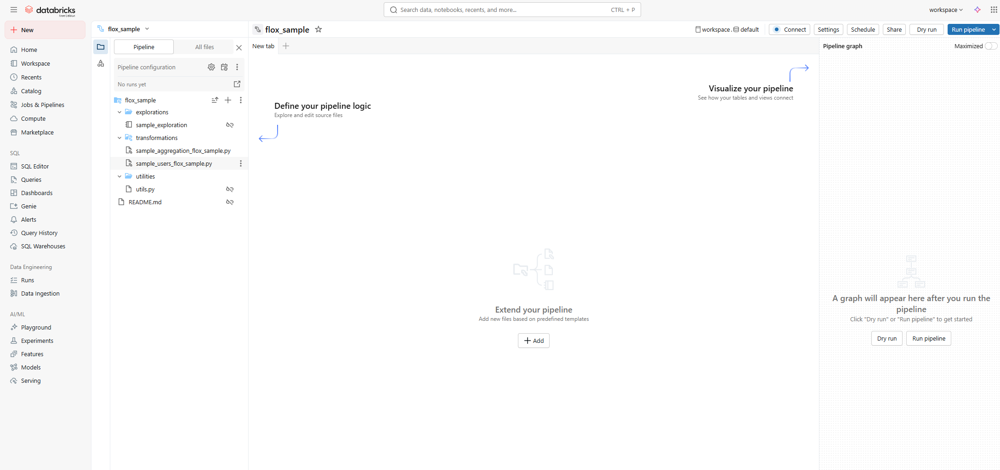 databricks
Free Edition
Search data, notebooks, recents, and more...
CTRL + P
workspace
New
Home
Workspace
Recents
Catalog
Jobs & Pipelines
Compute
Marketplace
SQL
SQL Editor
Queries
Dashboards
Genie
Alerts
Query History
SQL Warehouses
Data Engineering
Runs
Data Ingestion
AI/ML
Playground
Experiments
Features
Models
Serving
flox_sample
Pipeline
All files
Pipeline configuration
No runs yet
flox_sample
explorations
sample_exploration
transformations
sample_aggregation_flox_sample.py
sample_users_flox_sample.py
utilities
utils.py
README.md
flox_sample
workspace.default
Connect
Settings
Schedule
Share
Dry run
Run pipeline
New tab
Define your pipeline logic
Explore and edit source files
Visualize your pipeline
See how your tables and views connect
Extend your pipeline
Add new files based on predefined templates
Add
Pipeline graph
Maximized
A graph will appear here after you run the
pipeline
Click "Dry run" or "Run pipeline" to get started
Dry run
Run pipeline